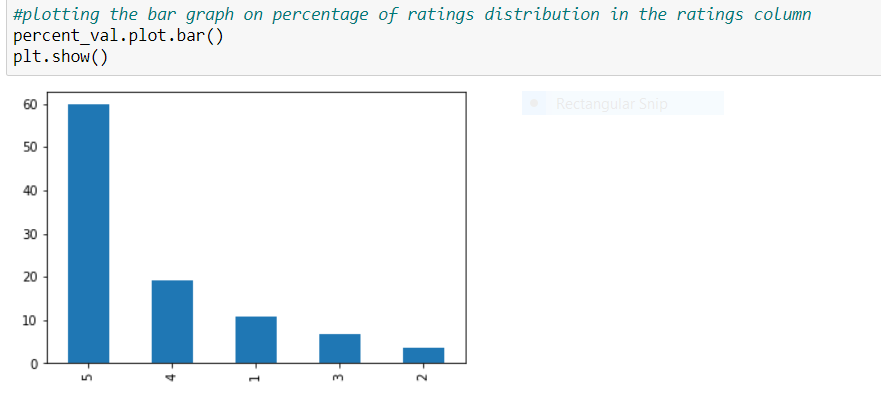 #plotting the bar graph on percentage of ratings distribution in the ratings column
percent_val.plot.bar()
plt.show()
Rectangular Snip
60
50
40
30
20
10
0
5 4 1 3 2